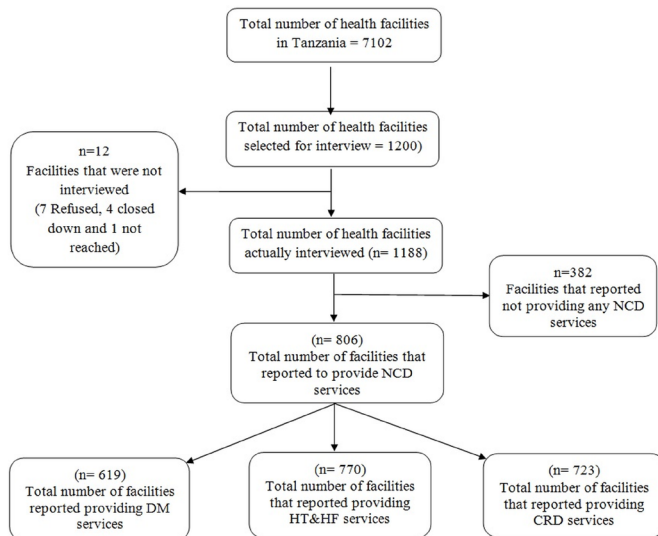 Total number of health facilities
in Tanzania = 7102
Total number of health facilities
selected for interview = 1200)
n=12
Facilities that were not
interviewed
(7 Refused, 4 closed
down and 1 not
reached)
Total number of health facilities
actually interviewed (n= 1188)
n=382
Facilities that reported
not providing any NCD
services
(n= 806)
Total number of facilities that
reported to provide NCD
services
(n= 619)
Total number of facilities
reported providing DM
services
(n= 770)
Total number of facilities
that reported providing
HT&HF services
(n= 723)
Total number of facilities
that reported providing
CRD services